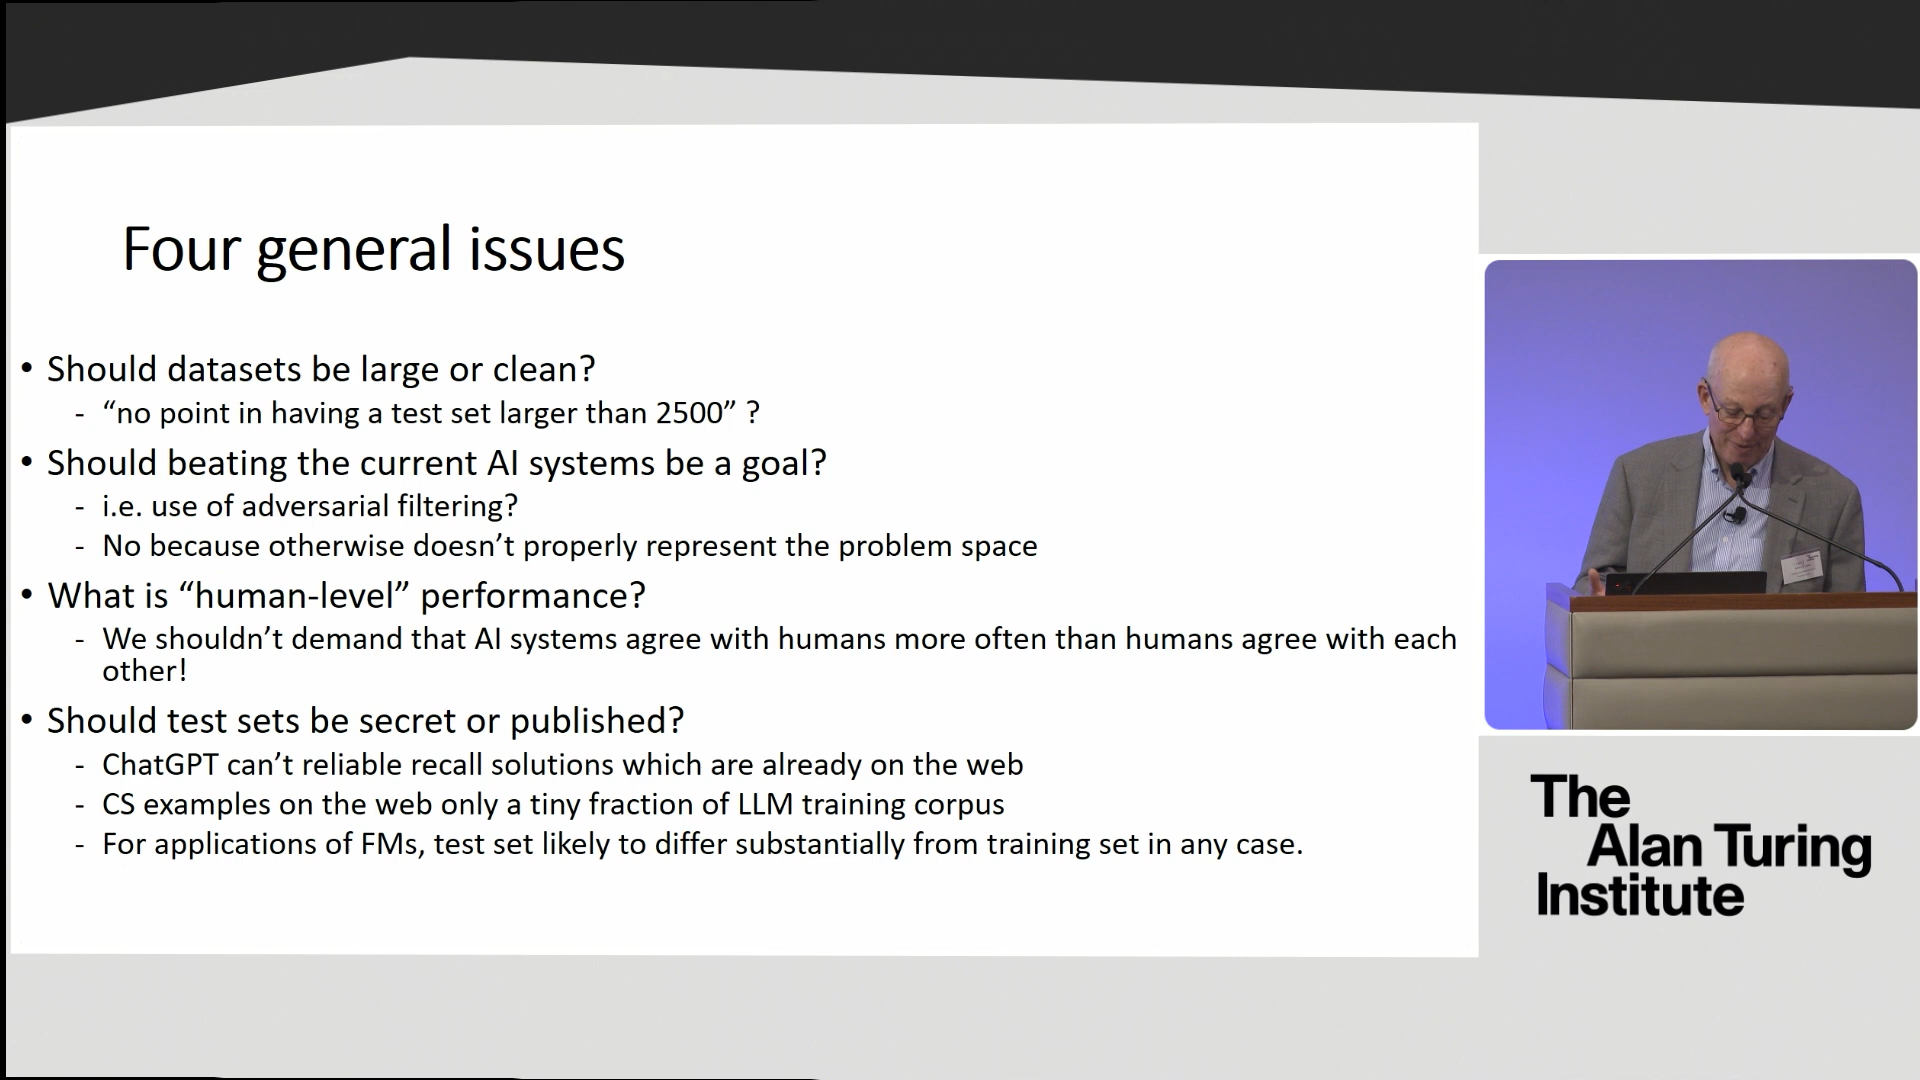 Four general issues
• Should datasets be large or clean?
- “no point in having a test set larger than 2500” ?
• Should beating the current AI systems be a goal?
- i.e. use of adversarial filtering?
- No because otherwise doesn’t properly represent the problem space
• What is “human-level” performance?
- We shouldn’t demand that AI systems agree with humans more often than humans agree with each
other!
• Should test sets be secret or published?
- ChatGPT can’t reliable recall solutions which are already on the web
- CS examples on the web only a tiny fraction of LLM training corpus
- For applications of FMs, test set likely to differ substantially from training set in any case.
The
Alan Turing
Institute